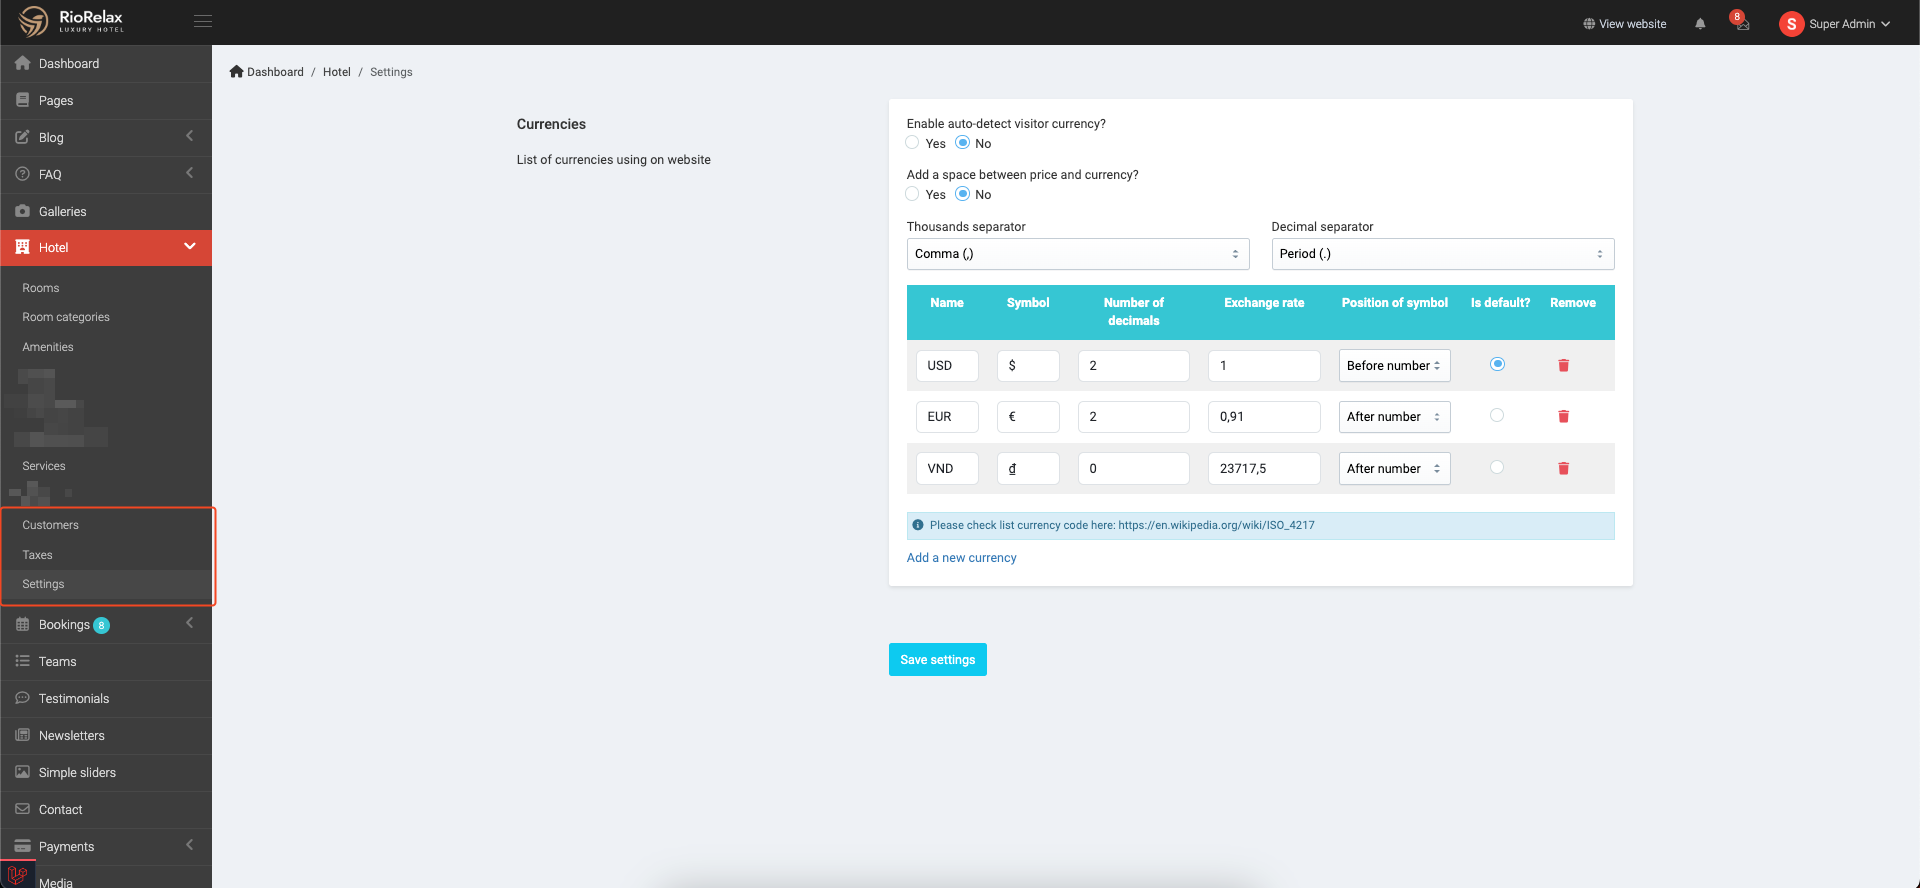 RioRelax
LUXURY HOTEL
View website
8
S
Super Admin
Dashboard
Pages
Blog
FAQ
Galleries
Hotel
Rooms
Room categories
Amenities
Services
Customers
Taxes
Settings
Bookings 8
Teams
Testimonials
Newsletters
Simple sliders
Contact
Payments
Media
Dashboard / Hotel / Settings
Currencies
List of currencies using on website
Enable auto-detect visitor currency?
Yes No
Add a space between price and currency?
Yes No
Thousands separator Decimal separator
Comma (,) Period (.)
Name Symbol Number of decimals Exchange rate Position of symbol Is default? Remove
USD $ 2 1 Before number
EUR € 2 0,91 After number
VND ₫ 0 23717,5 After number
Please check list currency code here: https://en.wikipedia.org/wiki/ISO_4217
Add a new currency
Save settings